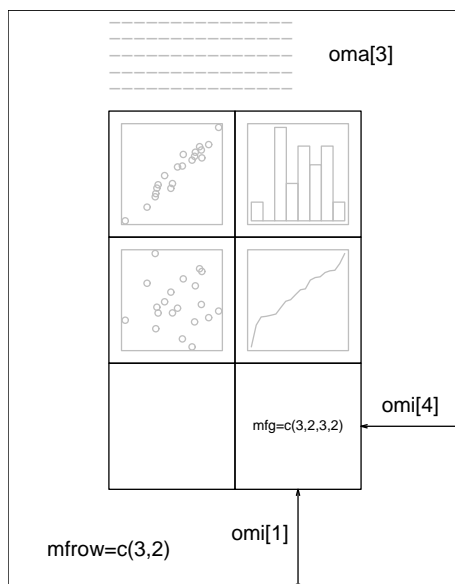 oma[3]
omi[4]
mfg=c(3,2,3,2)
omi[1]
mfrow=c(3,2)